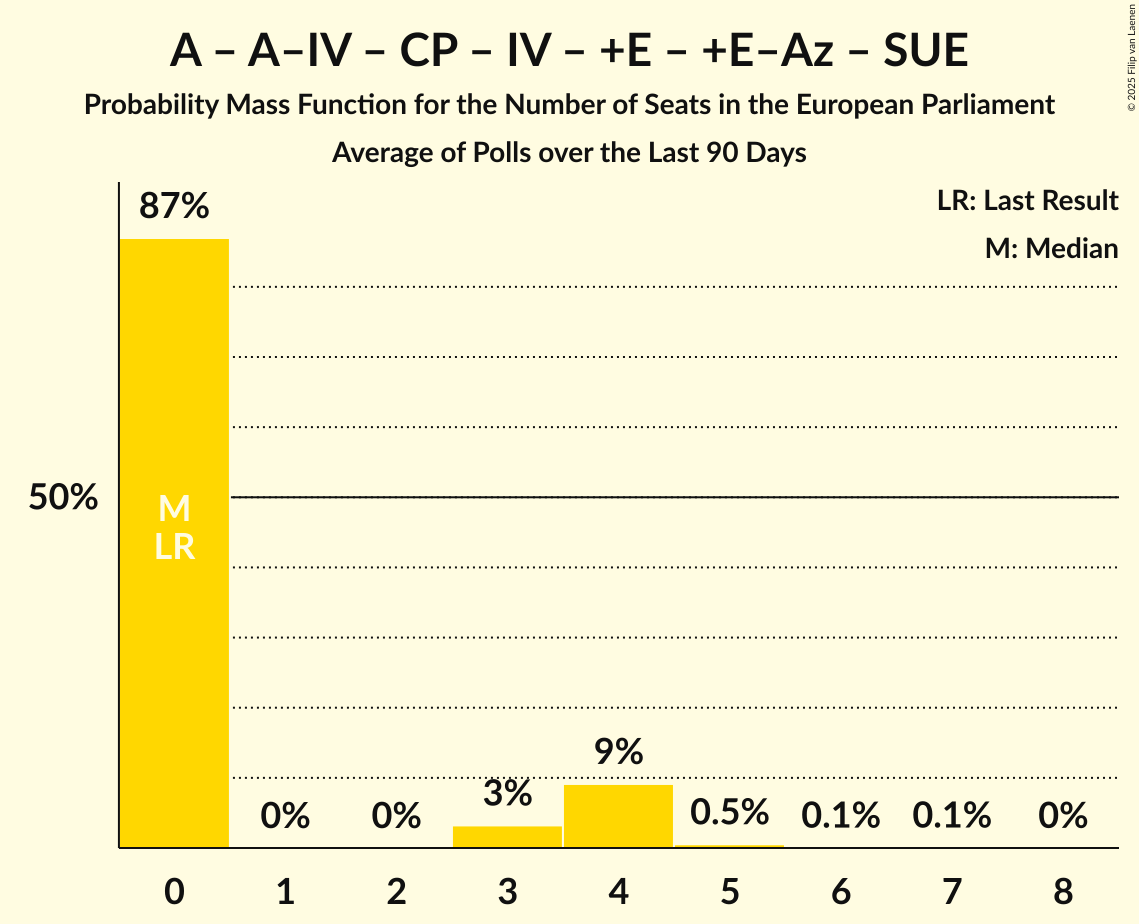 A – A–IV – CP – IV – +E – +E–Az – SUE
Probability Mass Function for the Number of Seats in the European Parliament
Average of Polls over the Last 90 Days
© 2025 Filip van Laenen
LR: Last Result
M: Median
87%
50%
M
LR
0% 0% 3% 9% 0.5% 0.1% 0.1% 0%
0 1 2 3 4 5 6 7 8